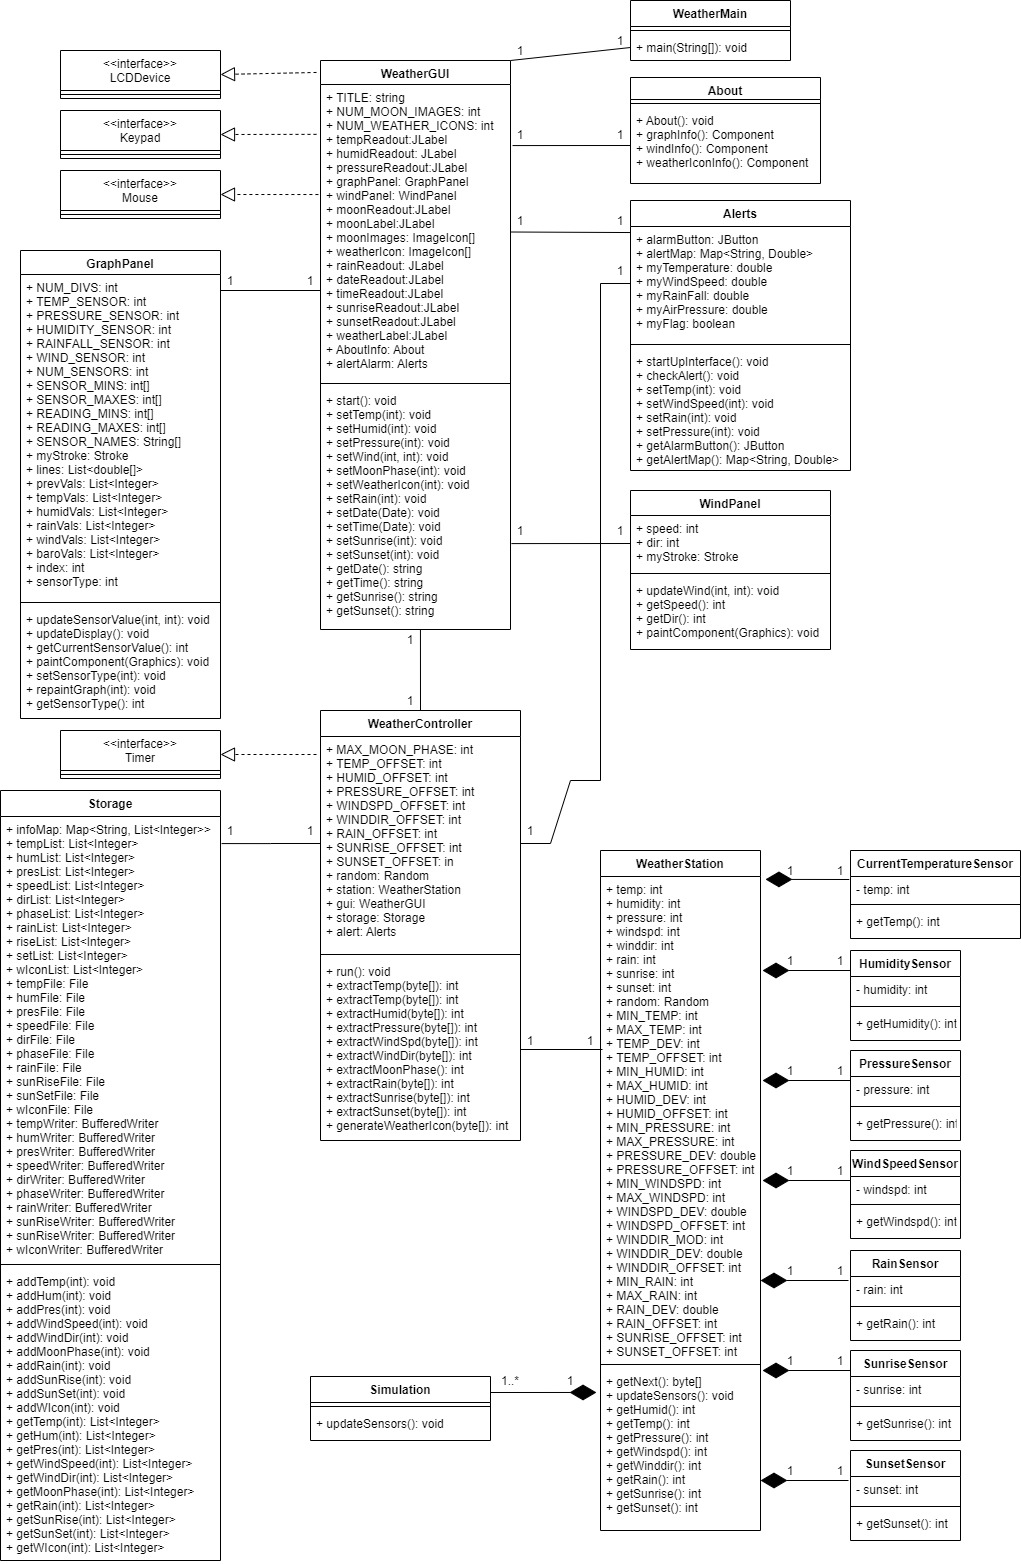 WeatherMain
+ main(String[]): void
1
1
<<interface>>
LCDDevice
<<interface>>
Keypad
<<interface>>
Mouse
WeatherGUI
+ TITLE: string
+ NUM_MOON_IMAGES: int
+ NUM_WEATHER_ICONS: int
+ tempReadout:JLabel
+ humidReadout: JLabel
+ pressureReadout:JLabel
+ graphPanel: GraphPanel
+ windPanel: WindPanel
+ moonReadout:JLabel
+ moonLabel:JLabel
+ moonImages: ImageIcon[]
+ weatherIcon: ImageIcon[]
+ rainReadout: JLabel
+ dateReadout:JLabel
+ timeReadout:JLabel
+ sunriseReadout:JLabel
+ sunsetReadout:JLabel
+ weatherLabel:JLabel
+ AboutInfo: About
+ alertAlarm: Alerts
+ start(): void
+ setTemp(int): void
+ setHumid(int): void
+ setPressure(int): void
+ setWind(int, int): void
+ setMoonPhase(int): void
+ setWeatherIcon(int): void
+ setRain(int): void
+ setDate(Date): void
+ setTime(Date): void
+ setSunrise(int): void
+ setSunset(int): void
+ getDate(): string
+ getTime(): string
+ getSunrise(): string
+ getSunset(): string
1
1
About
+ About(): void
+ graphInfo(): Component
+ windInfo(): Component
+ weatherIconInfo(): Component
1
1
Alerts
+ alarmButton: JButton
+ alertMap: Map<String, Double>
+ myTemperature: double
+ myWindSpeed: double
+ myRainFall: double
+ myAirPressure: double
+ myFlag: boolean
+ startUpInterface(): void
+ checkAlert(): void
+ setTemp(int): void
+ setWindSpeed(int): void
+ setRain(int): void
+ setPressure(int): void
+ getAlarmButton(): JButton
+ getAlertMap(): Map<String, Double>
1
1
1
GraphPanel
+ NUM_DIVS: int
+ TEMP_SENSOR: int
+ PRESSURE_SENSOR: int
+ HUMIDITY_SENSOR: int
+ RAINFALL_SENSOR: int
+ WIND_SENSOR: int
+ NUM_SENSORS: int
+ SENSOR_MINS: int[]
+ SENSOR_MAXES: int[]
+ READING_MINS: int[]
+ READING_MAXES: int[]
+ SENSOR_NAMES: String[]
+ myStroke: Stroke
+ lines: List<double[]>
+ prevVals: List<Integer>
+ tempVals: List<Integer>
+ humidVals: List<Integer>
+ rainVals: List<Integer>
+ windVals: List<Integer>
+ baroVals: List<Integer>
+ index: int
+ sensorType: int
+ updateSensorValue(int, int): void
+ updateDisplay(): void
+ getCurrentSensorValue(): int
+ paintComponent(Graphics): void
+ setSensorType(int): void
+ repaintGraph(int): void
+ getSensorType(): int
1
1
WindPanel
+ speed: int
+ dir: int
+ myStroke: Stroke
+ updateWind(int, int): void
+ getSpeed(): int
+ getDir(): int
+ paintComponent(Graphics): void
1
1
<<interface>>
Timer
WeatherController
+ MAX_MOON_PHASE: int
+ TEMP_OFFSET: int
+ HUMID_OFFSET: int
+ PRESSURE_OFFSET: int
+ WINDSPD_OFFSET: int
+ WINDDIR_OFFSET: int
+ RAIN_OFFSET: int
+ SUNRISE_OFFSET: int
+ SUNSET_OFFSET: in
+ random: Random
+ station: WeatherStation
+ gui: WeatherGUI
+ storage: Storage
+ alert: Alerts
+ run(): void
+ extractTemp(byte[]): int
+ extractTemp(byte[]): int
+ extractHumid(byte[]): int
+ extractPressure(byte[]): int
+ extractWindSpd(byte[]): int
+ extractWindDir(byte[]): int
+ extractMoonPhase(): int
+ extractRain(byte[]): int
+ extractSunrise(byte[]): int
+ extractSunset(byte[]): int
+ generateWeatherIcon(byte[]): int
1
1
1
1
1
Storage
+ infoMap: Map<String, List<Integer>>
+ tempList: List<Integer>
+ humList: List<Integer>
+ presList: List<Integer>
+ speedList: List<Integer>
+ dirList: List<Integer>
+ phaseList: List<Integer>
+ rainList: List<Integer>
+ riseList: List<Integer>
+ setList: List<Integer>
+ wIconList: List<Integer>
+ tempFile: File
+ humFile: File
+ presFile: File
+ speedFile: File
+ dirFile: File
+ phaseFile: File
+ rainFile: File
+ sunRiseFile: File
+ sunSetFile: File
+ wIconFile: File
+ tempWriter: BufferedWriter
+ humWriter: BufferedWriter
+ presWriter: BufferedWriter
+ speedWriter: BufferedWriter
+ dirWriter: BufferedWriter
+ phaseWriter: BufferedWriter
+ rainWriter: BufferedWriter
+ sunRiseWriter: BufferedWriter
+ sunRiseWriter: BufferedWriter
+ wIconWriter: BufferedWriter
+ addTemp(int): void
+ addHum(int): void
+ addPres(int): void
+ addWindSpeed(int): void
+ addWindDir(int): void
+ addMoonPhase(int): void
+ addRain(int): void
+ addSunRise(int): void
+ addSunSet(int): void
+ addWIcon(int): void
+ getTemp(int): List<Integer>
+ getHum(int): List<Integer>
+ getPres(int): List<Integer>
+ getWindSpeed(int): List<Integer>
+ getWindDir(int): List<Integer>
+ getMoonPhase(int): List<Integer>
+ getRain(int): List<Integer>
+ getSunRise(int): List<Integer>
+ getSunSet(int): List<Integer>
+ getWIcon(int): List<Integer>
1
1
WeatherStation
+ temp: int
+ humidity: int
+ pressure: int
+ windspd: int
+ winddir: int
+ rain: int
+ sunrise: int
+ sunset: int
+ random: Random
+ MIN_TEMP: int
+ MAX_TEMP: int
+ TEMP_DEV: int
+ TEMP_OFFSET: int
+ MIN_HUMID: int
+ MAX_HUMID: int
+ HUMID_DEV: int
+ HUMID_OFFSET: int
+ MIN_PRESSURE: int
+ MAX_PRESSURE: int
+ PRESSURE_DEV: double
+ PRESSURE_OFFSET: int
+ MIN_WINDSPD: int
+ MAX_WINDSPD: int
+ WINDSPD_DEV: double
+ WINDSPD_OFFSET: int
+ WINDDIR_MOD: int
+ WINDDIR_DEV: double
+ WINDDIR_OFFSET: int
+ MIN_RAIN: int
+ MAX_RAIN: int
+ RAIN_DEV: double
+ RAIN_OFFSET: int
+ SUNRISE_OFFSET: int
+ SUNSET_OFFSET: int
+ getNext(): byte[]
+ updateSensors(): void
+ getHumid(): int
+ getTemp(): int
+ getPressure(): int
+ getWindspd(): int
+ getWinddir(): int
+ getRain(): int
+ getSunrise(): int
+ getSunset(): int
1
1
CurrentTemperatureSensor
- temp: int
+ getTemp(): int
1
1
HumiditySensor
- humidity: int
+ getHumidity(): int
1
1
PressureSensor
- pressure: int
+ getPressure(): int
1
1
WindSpeedSensor
- windspd: int
+ getWindspd(): int
1
1
RainSensor
- rain: int
+ getRain(): int
1
1
SunriseSensor
- sunrise: int
+ getSunrise(): int
1
1
SunsetSensor
- sunset: int
+ getSunset(): int
Simulation
+ updateSensors(): void
1..*
1